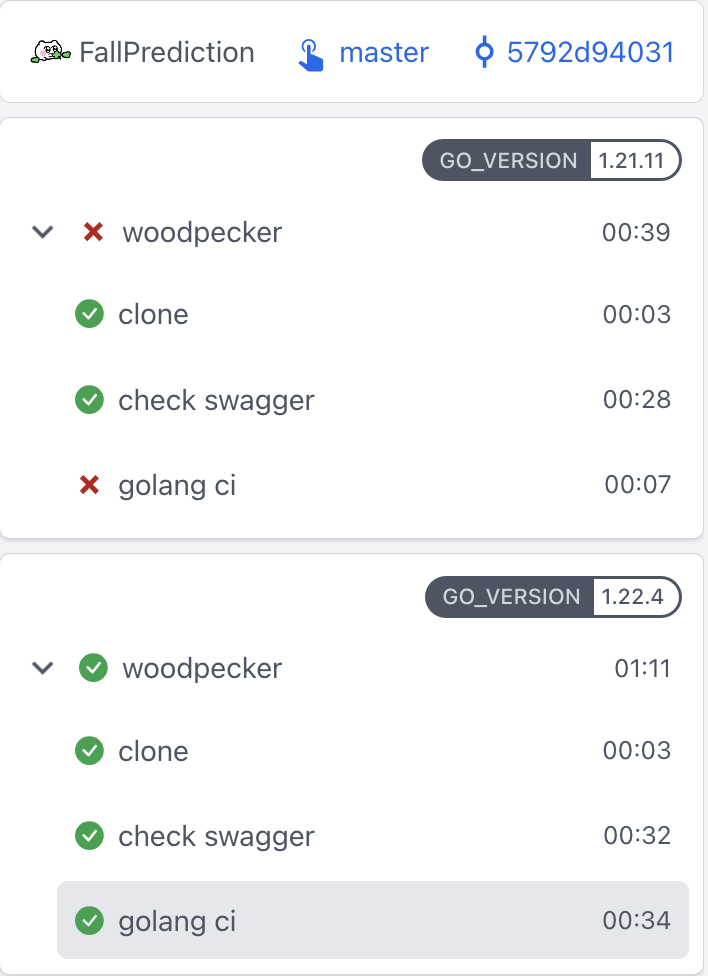 FallPrediction master 5792d94031
GO_VERSION 1.21.11
woodpecker 00:39
clone 00:03
check swagger 00:28
golang ci 00:07
GO_VERSION 1.22.4
woodpecker 01:11
clone 00:03
check swagger 00:32
golang ci 00:34